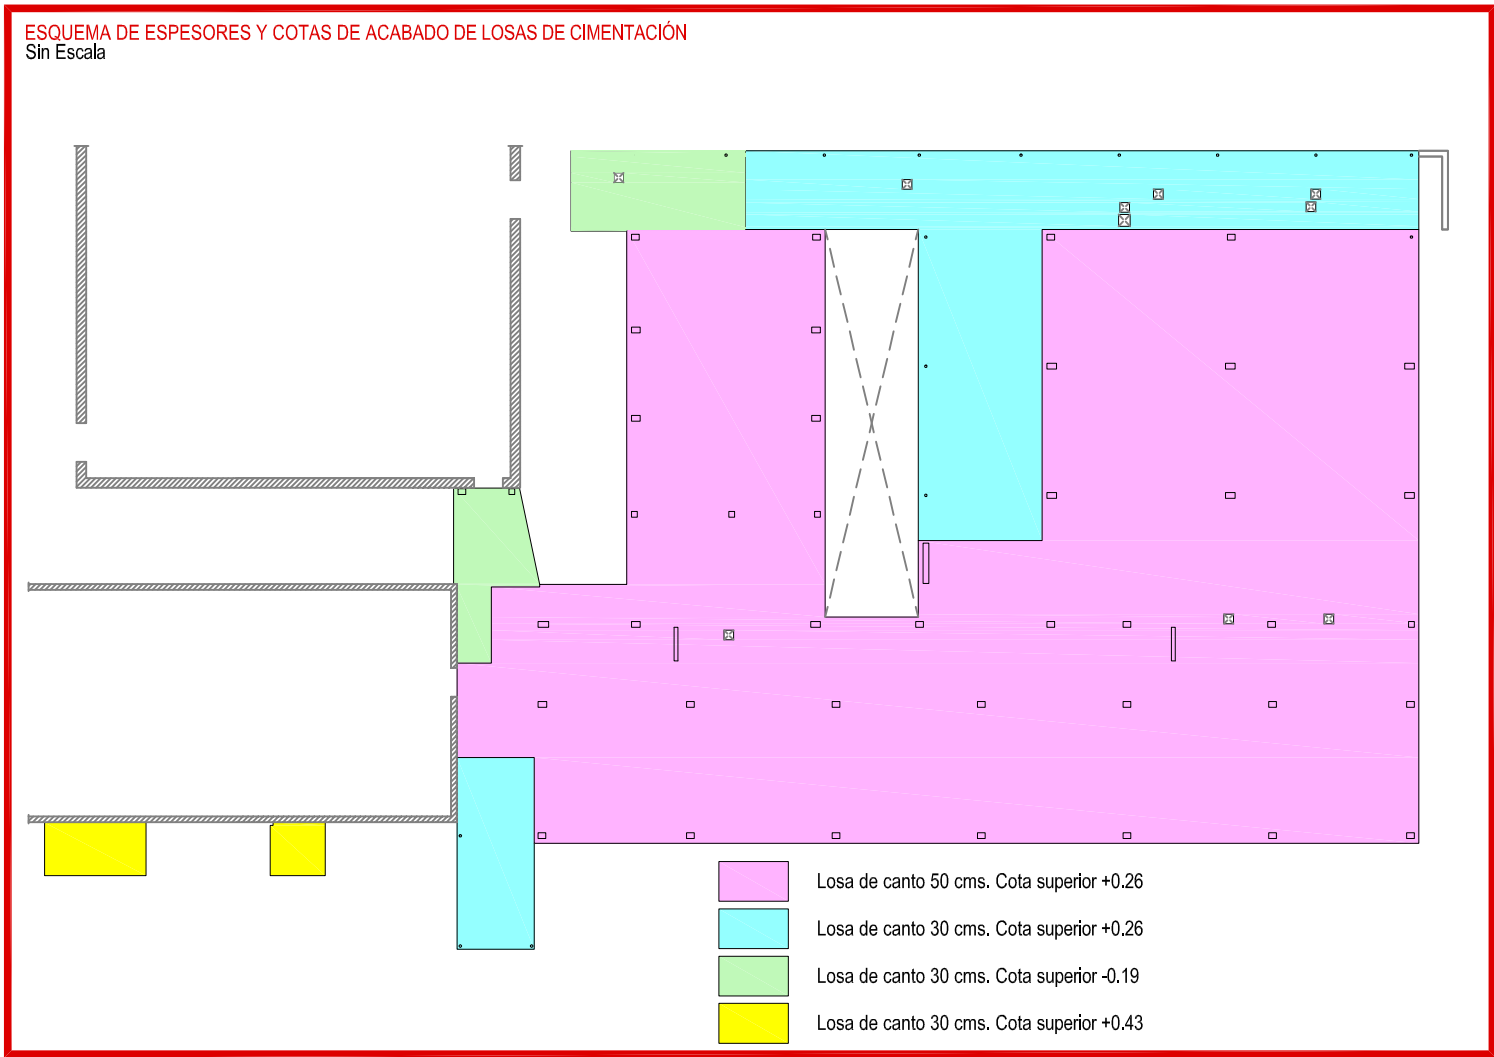 ESQUEMA DE ESPESORES Y COTAS DE ACABADO DE LOSAS DE CIMENTACIÓN
Sin Escala
Losa de canto 50 cms. Cota superior +0.26
Losa de canto 30 cms. Cota superior +0.26
Losa de canto 30 cms. Cota superior -0.19
Losa de canto 30 cms. Cota superior +0.43